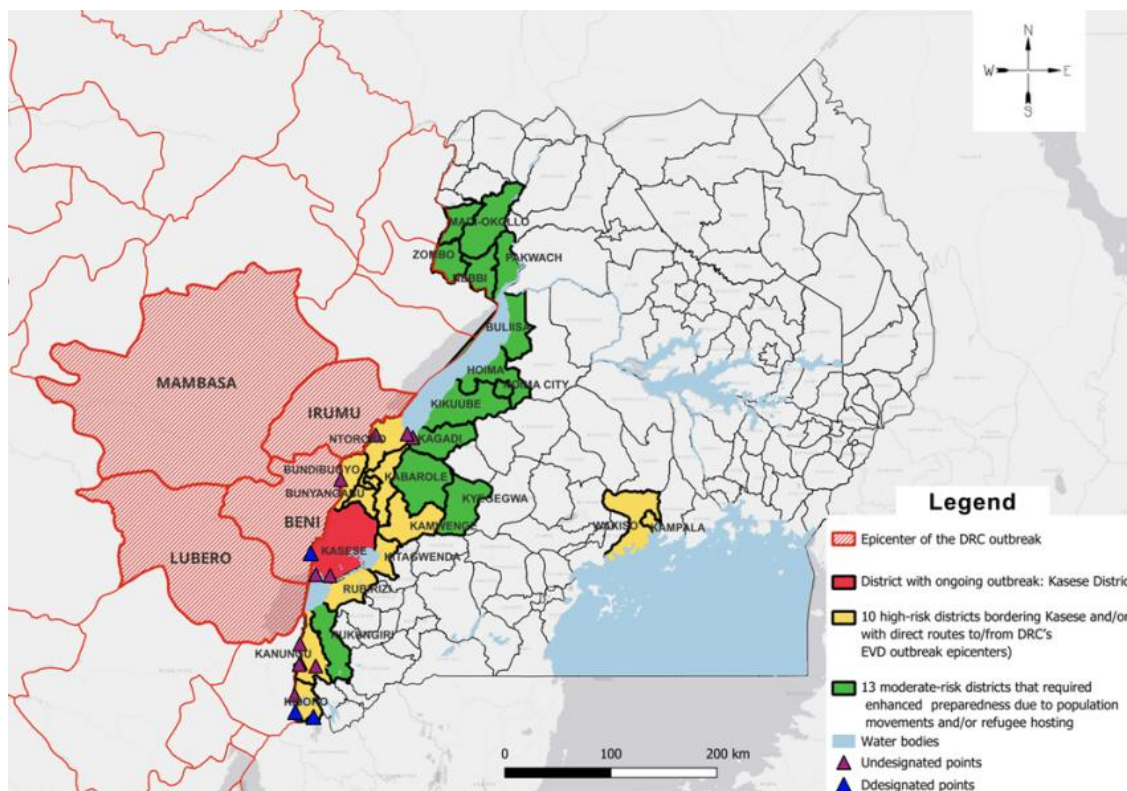 N
W E
S
MADI-OKOLLO
ZOMBO
PAKWACH
NEBBI
BULIISA
HOIMA
HOIMA CITY
KIKUUBE
MAMBASA
IRUMU
NTOROKO
KAGADI
BUNDIBUGYO
KABAROLE
BUNYANGABU
KYEGEGWA
BENI
KAMWENGE
WAKISO
KAMPALA
LUBERO
KASESE
KITAGWENDA
RUBIRIZI
RUKUNGIRI
KANUNGU
KISORO
0 100 200 km
Legend
Epicenter of the DRC outbreak
District with ongoing outbreak: Kasese Distric
10 high-risk districts bordering Kasese and/or
with direct routes to/from DRC's
EVD outbreak epicenters)
13 moderate-risk districts that required
enhanced preparedness due to population
movements and/or refugee hosting
Water bodies
Undesignated points
Ddesignated points